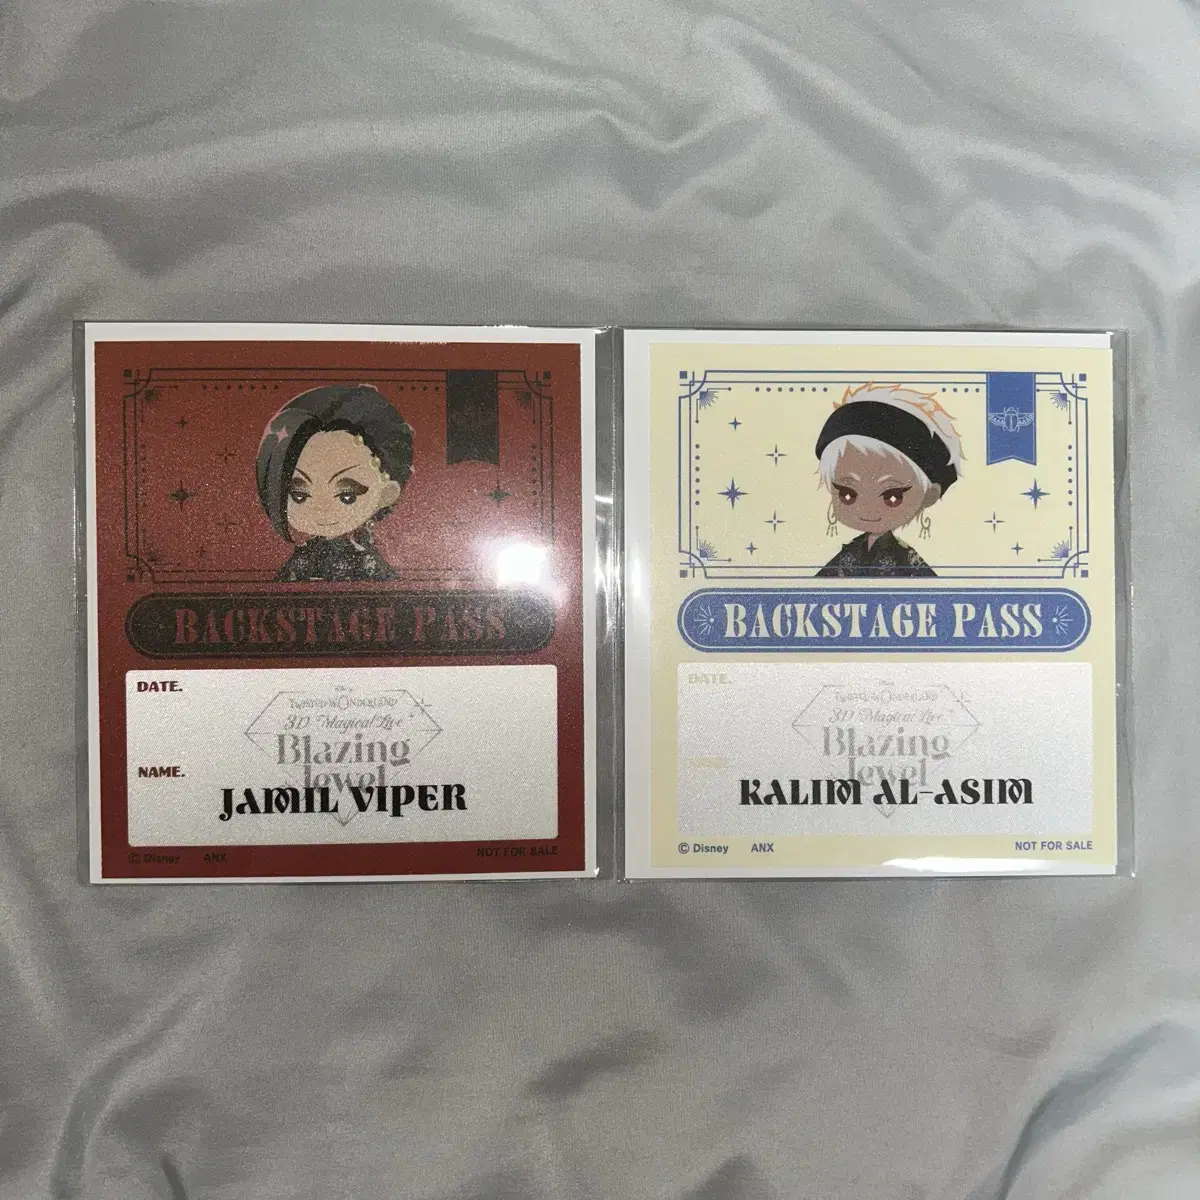 BACKSTAGE PASS
DATE.
TWISTED-WONDERLAND
3D Magical Live
Blazing
Jewel
NAME.
JAMIL VIPER
© Disney ANX
NOT FOR SALE
BACKSTAGE PASS
DATE.
TWISTED-WONDERLAND
3D Magical Live
Blazing
Jewel
NAME.
KALIM AL-ASIM
© Disney ANX
NOT FOR SALE